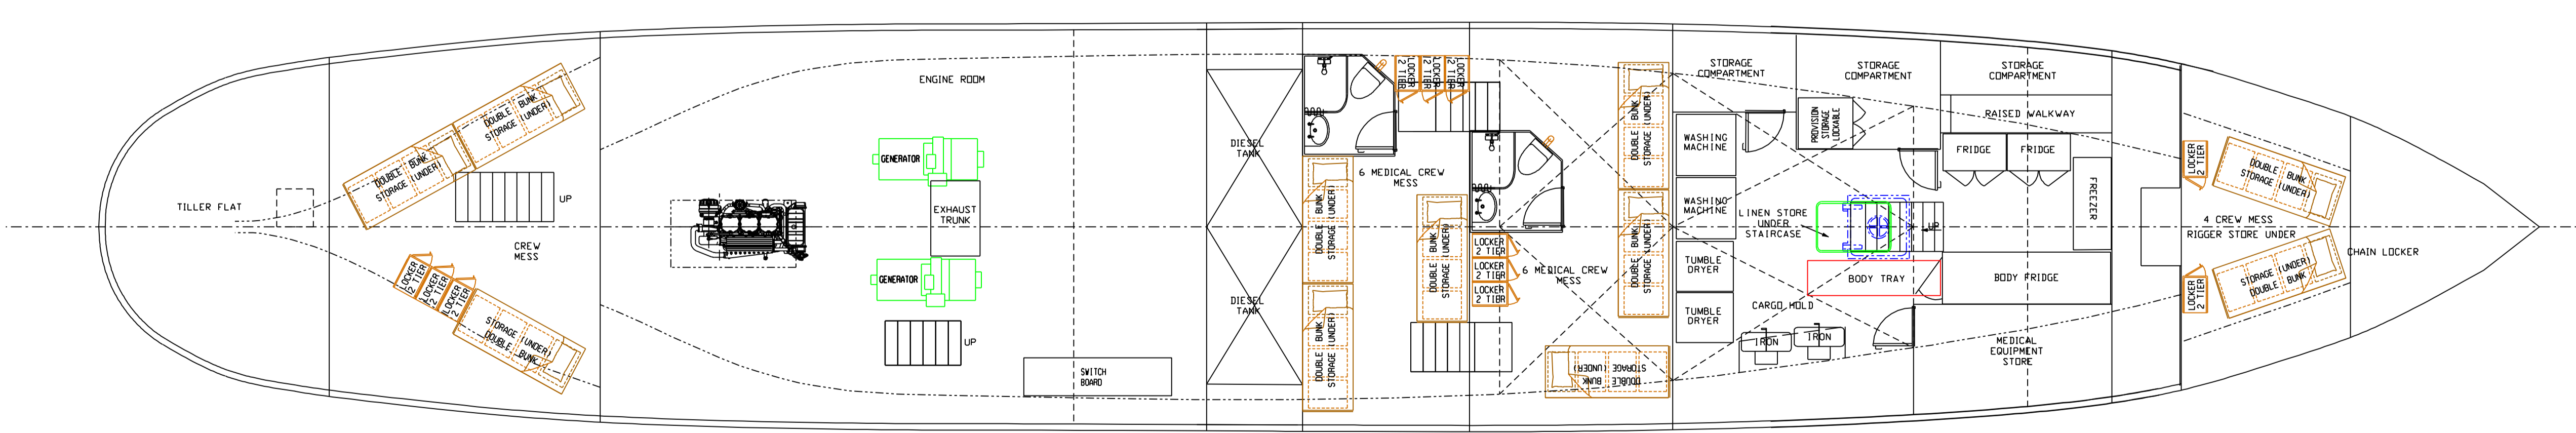 TILLER FLAT
DOUBLE BUNK
STORAGE (UNDER)
DOUBLE BUNK
STORAGE (UNDER)
UP
CREW
MESS
LOCKER
2 TIER
LOCKER
2 TIER
LOCKER
2 TIER
STORAGE (UNDER)
DOUBLE BUNK
ENGINE ROOM
GENERATOR
EXHAUST
TRUNK
GENERATOR
UP
SWITCH
BOARD
DIESEL
TANK
DIESEL
TANK
LOCKER
2 TIER
LOCKER
2 TIER
LOCKER
2 TIER
6 MEDICAL CREW
MESS
DOUBLE BUNK
STORAGE (UNDER)
DOUBLE BUNK
STORAGE (UNDER)
DOUBLE BUNK
STORAGE (UNDER)
LOCKER
2 TIER
LOCKER
2 TIER
LOCKER
2 TIER
6 MEDICAL CREW
MESS
DOUBLE BUNK
STORAGE (UNDER)
DOUBLE BUNK
STORAGE (UNDER)
DOUBLE BUNK
STORAGE (UNDER)
STORAGE
COMPARTMENT
WASHING
MACHINE
WASHING
MACHINE
TUMBLE
DRYER
TUMBLE
DRYER
STORAGE
COMPARTMENT
PROVISION
STORAGE
LOCKABLE
LINEN STORE
UNDER
STAIRCASE
UP
BODY TRAY
CARGO HOLD
IRON
IRON
STORAGE
COMPARTMENT
RAISED WALKWAY
FRIDGE
FRIDGE
FREEZER
BODY FRIDGE
MEDICAL
EQUIPMENT
STORE
LOCKER
2 TIER
DOUBLE BUNK
STORAGE (UNDER)
4 CREW MESS
RIGGER STORE UNDER
LOCKER
2 TIER
STORAGE (UNDER)
DOUBLE BUNK
CHAIN LOCKER